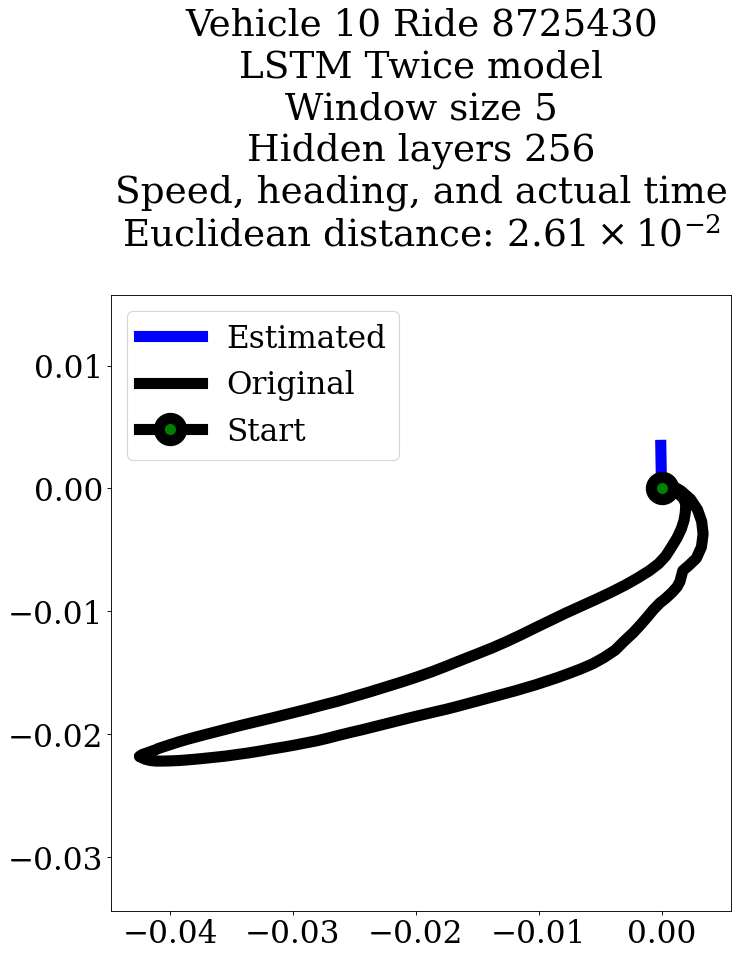 Vehicle 10 Ride 8725430
LSTM Twice model
Window size 5
Hidden layers 256
Speed, heading, and actual time
Euclidean distance: 2.61 × 10⁻²
Estimated
Original
Start
0.01
0.00
−0.01
−0.02
−0.03
−0.04 −0.03 −0.02 −0.01 0.00